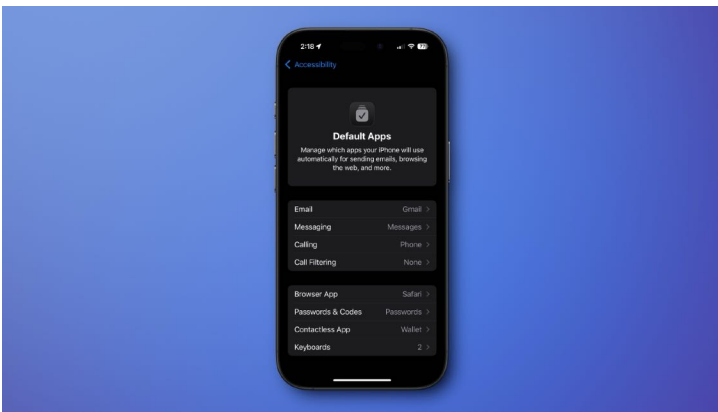 2:18
Accessibility
Default Apps
Manage which apps your iPhone will use
automatically for sending emails, browsing
the web, and more.
Email Gmail
Messaging Messages
Calling Phone
Call Filtering None
Browser App Safari
Passwords & Codes Passwords
Contactless App Wallet
Keyboards 2